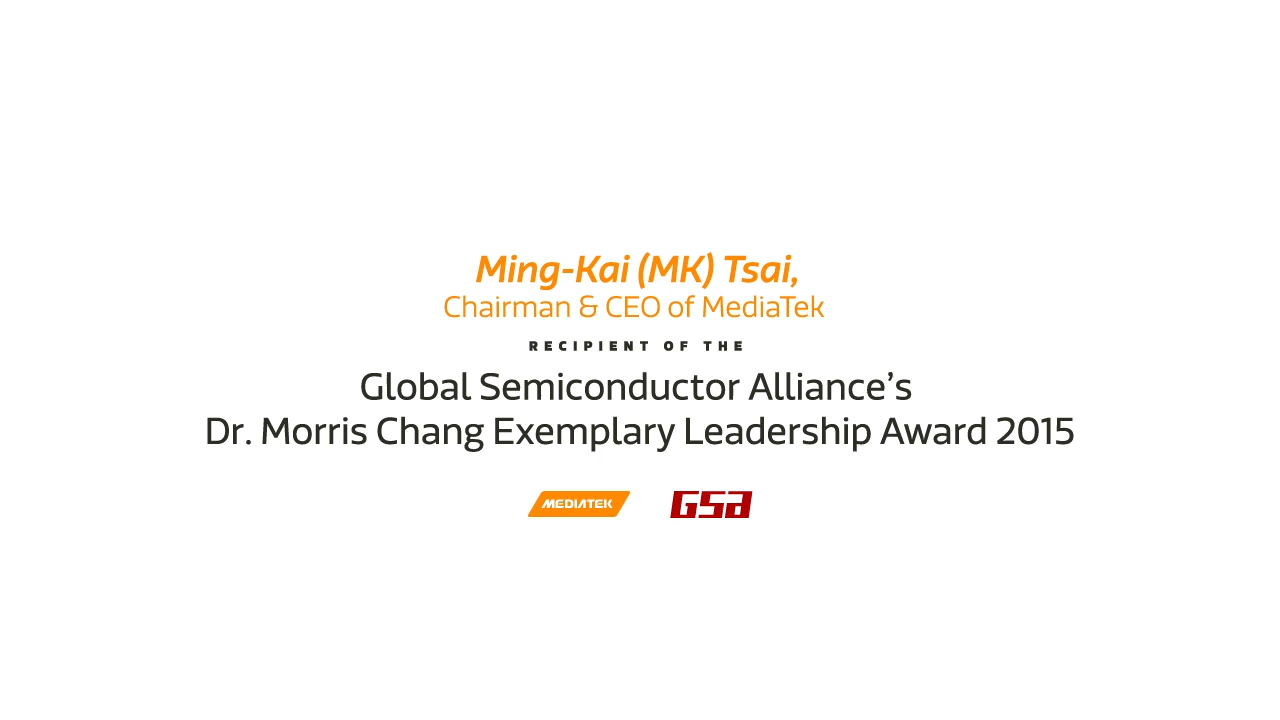 Ming-Kai (MK) Tsai,
Chairman & CEO of MediaTek
RECIPIENT OF THE
Global Semiconductor Alliance’s
Dr. Morris Chang Exemplary Leadership Award 2015
MEDIATEK GSA